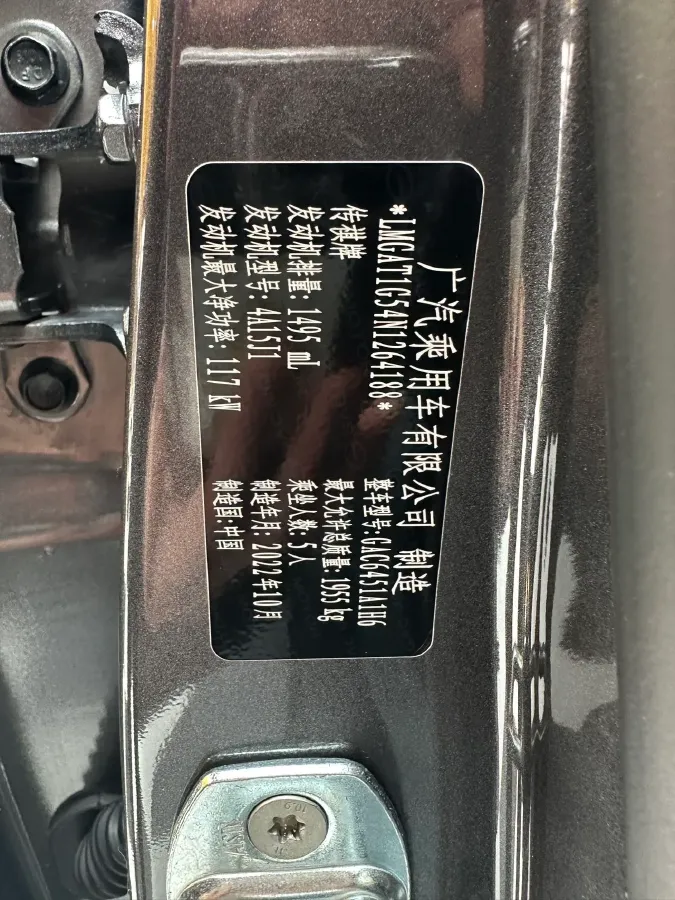 广汽乘用车有限公司 制造
*LMGAT1G54N1264188*
传祺牌 整车型号:GAC6451A1H6
发动机排量:1495 mL 最大允许总质量:1955 kg
发动机型号:4A15J1 乘坐人数:5人
发动机最大净功率:117 kW 制造年月:2022年10月
制造国:中国
10.9